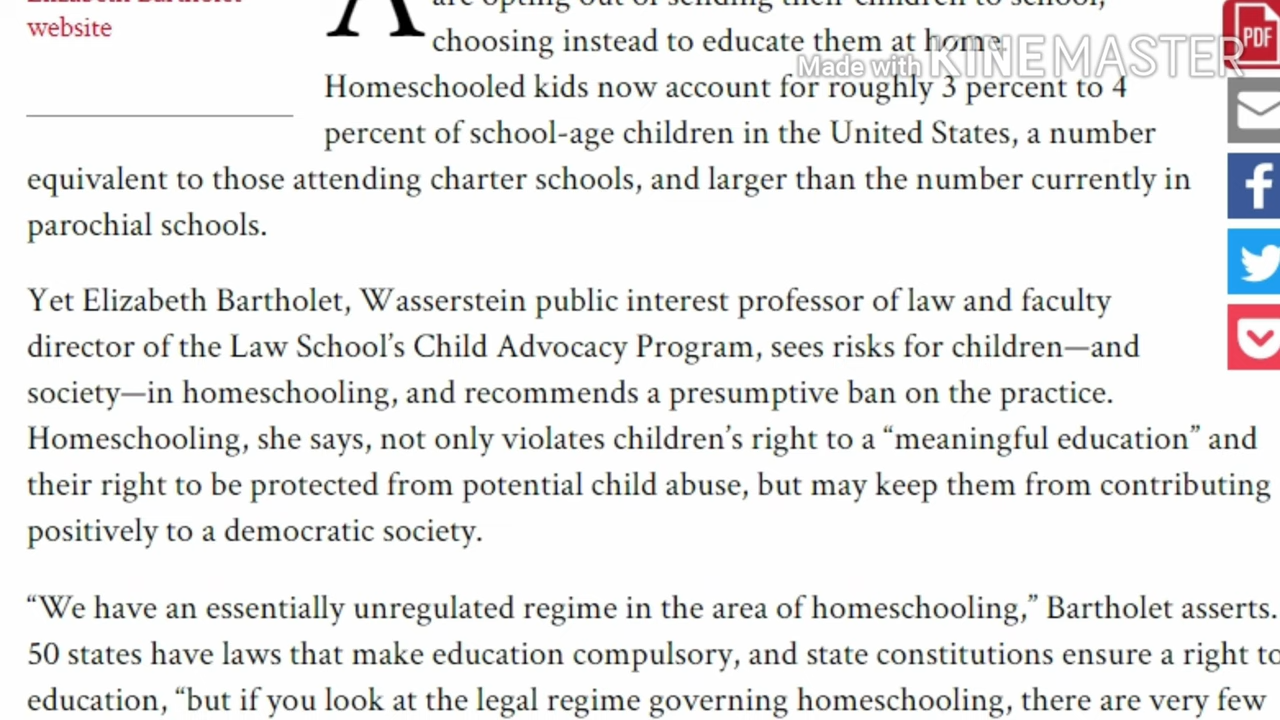 website
A
choosing instead to educate them at home.
Made with KINEMASTER
PDF
Homeschooled kids now account for roughly 3 percent to 4
percent of school-age children in the United States, a number
equivalent to those attending charter schools, and larger than the number currently in
parochial schools.
Yet Elizabeth Bartholet, Wasserstein public interest professor of law and faculty
director of the Law School’s Child Advocacy Program, sees risks for children—and
society—in homeschooling, and recommends a presumptive ban on the practice.
Homeschooling, she says, not only violates children’s right to a “meaningful education” and
their right to be protected from potential child abuse, but may keep them from contributing
positively to a democratic society.
“We have an essentially unregulated regime in the area of homeschooling,” Bartholet asserts.
50 states have laws that make education compulsory, and state constitutions ensure a right to
education, “but if you look at the legal regime governing homeschooling, there are very few